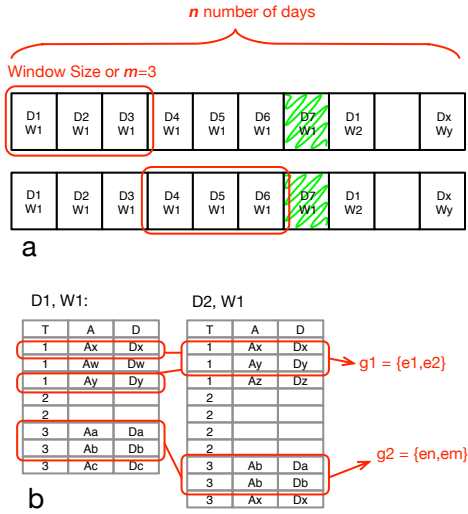 n number of days
Window Size or m=3
D1 D2 D3 D4 D5 D6 D7 D1 Dx
W1 W1 W1 W1 W1 W1 W1 W2 Wy
D1 D2 D3 D4 D5 D6 D7 D1 Dx
W1 W1 W1 W1 W1 W1 W1 W2 Wy
a
D1, W1:
T A D
1 Ax Dx
1 Aw Dw
1 Ay Dy
2
2
3 Aa Da
3 Ab Db
3 Ac Dc
D2, W1
T A D
1 Ax Dx
1 Ay Dy
1 Az Dz
2
2
2
2
3 Ab Da
3 Ab Db
3 Ax Dx
g1 = {e1,e2}
g2 = {en,em}
b